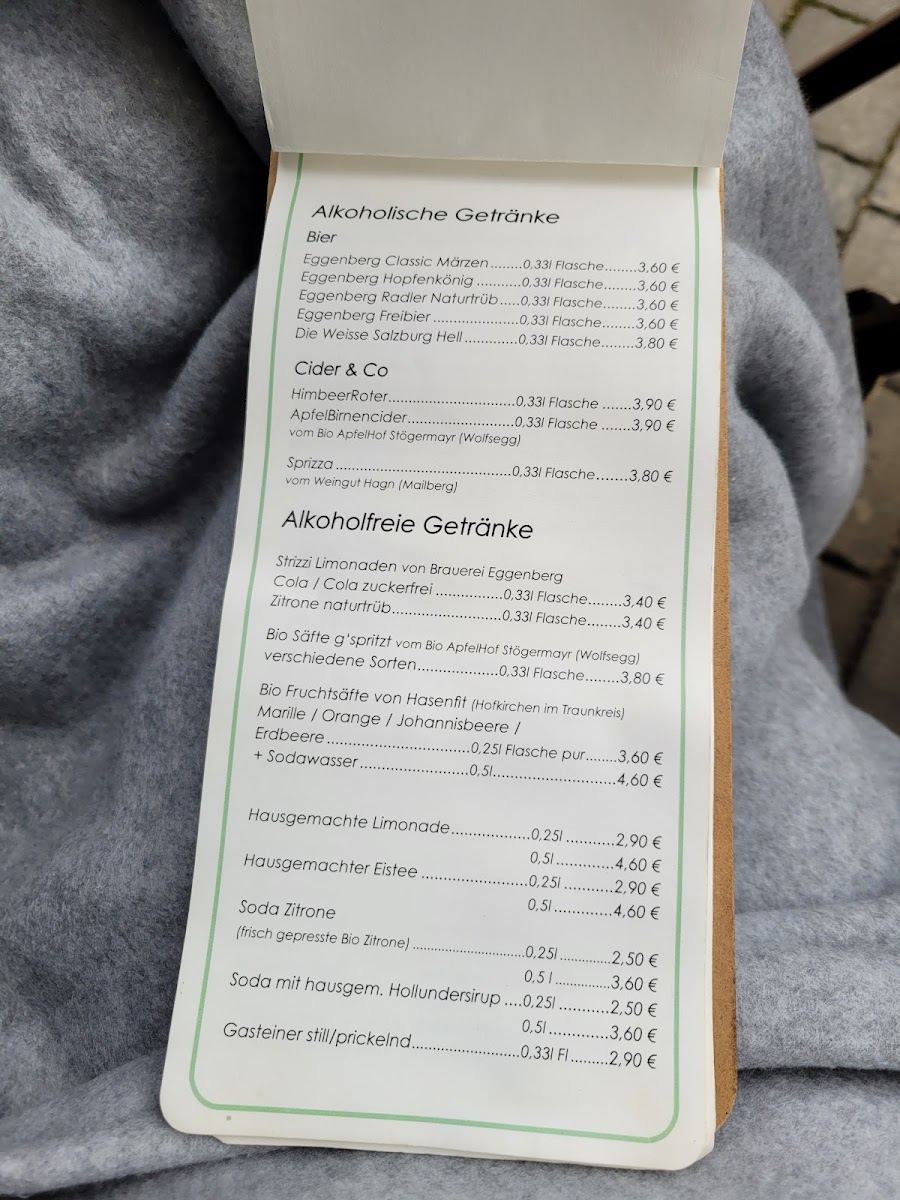 Alkoholische Getränke
Bier
Eggenberg Classic Märzen........0,33l Flasche........3,60 €
Eggenberg Hopfenkönig ...........0,33l Flasche........3,60 €
Eggenberg Radler Naturtrüb.....0,33l Flasche........3,60 €
Eggenberg Freibier .....................0,33l Flasche........3,60 €
Die Weisse Salzburg Hell.............0,33l Flasche........3,80 €
Cider & Co
HimbeerRoter..............................0,33l Flasche .......3,90 €
ApfelBirnencider.........................0,33l Flasche ........3,90 €
vom Bio ApfelHof Stögermayr (Wolfsegg)
Sprizza .........................................0,33l Flasche.......3,80 €
vom Weingut Hagn (Mailberg)
Alkoholfreie Getränke
Strizzi Limonaden von Brauerei Eggenberg
Cola / Cola zuckerfrei ................0,33l Flasche........3,40 €
Zitrone naturtrüb..........................0,33l Flasche........3,40 €
Bio Säfte g'spritzt vom Bio ApfelHof Stögermayr (Wolfsegg)
verschiedene Sorten...................0,33l Flasche........3,80 €
Bio Fruchtsäfte von Hasenfit (Hofkirchen im Traunkreis)
Marille / Orange / Johannisbeere /
Erdbeere ................................0,25l Flasche pur.......3,60 €
+ Sodawasser ........................0,5l...........................4,60 €
Hausgemachte Limonade.................0,25l ...........2,90 €
0,5l.............4,60 €
Hausgemachter Eistee .......................0,25l ...........2,90 €
0,5l.............4,60 €
Soda Zitrone
(frisch gepresste Bio Zitrone) .........................0,25l ............2,50 €
0,5 l ..............3,60 €
Soda mit hausgem. Hollundersirup ....0,25l ...........2,50 €
0,5l.............3,60 €
Gasteiner still/prickelnd.......................0,33l Fl .........2,90 €